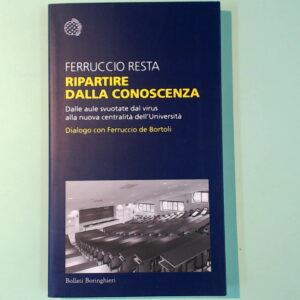 FERRUCCIO RESTA
RIPARTIRE
DALLA CONOSCENZA
Dalle aule svuotate dal virus
alla nuova centralità dell'Università
Dialogo con Ferruccio de Bortoli
Bollati Boringhieri